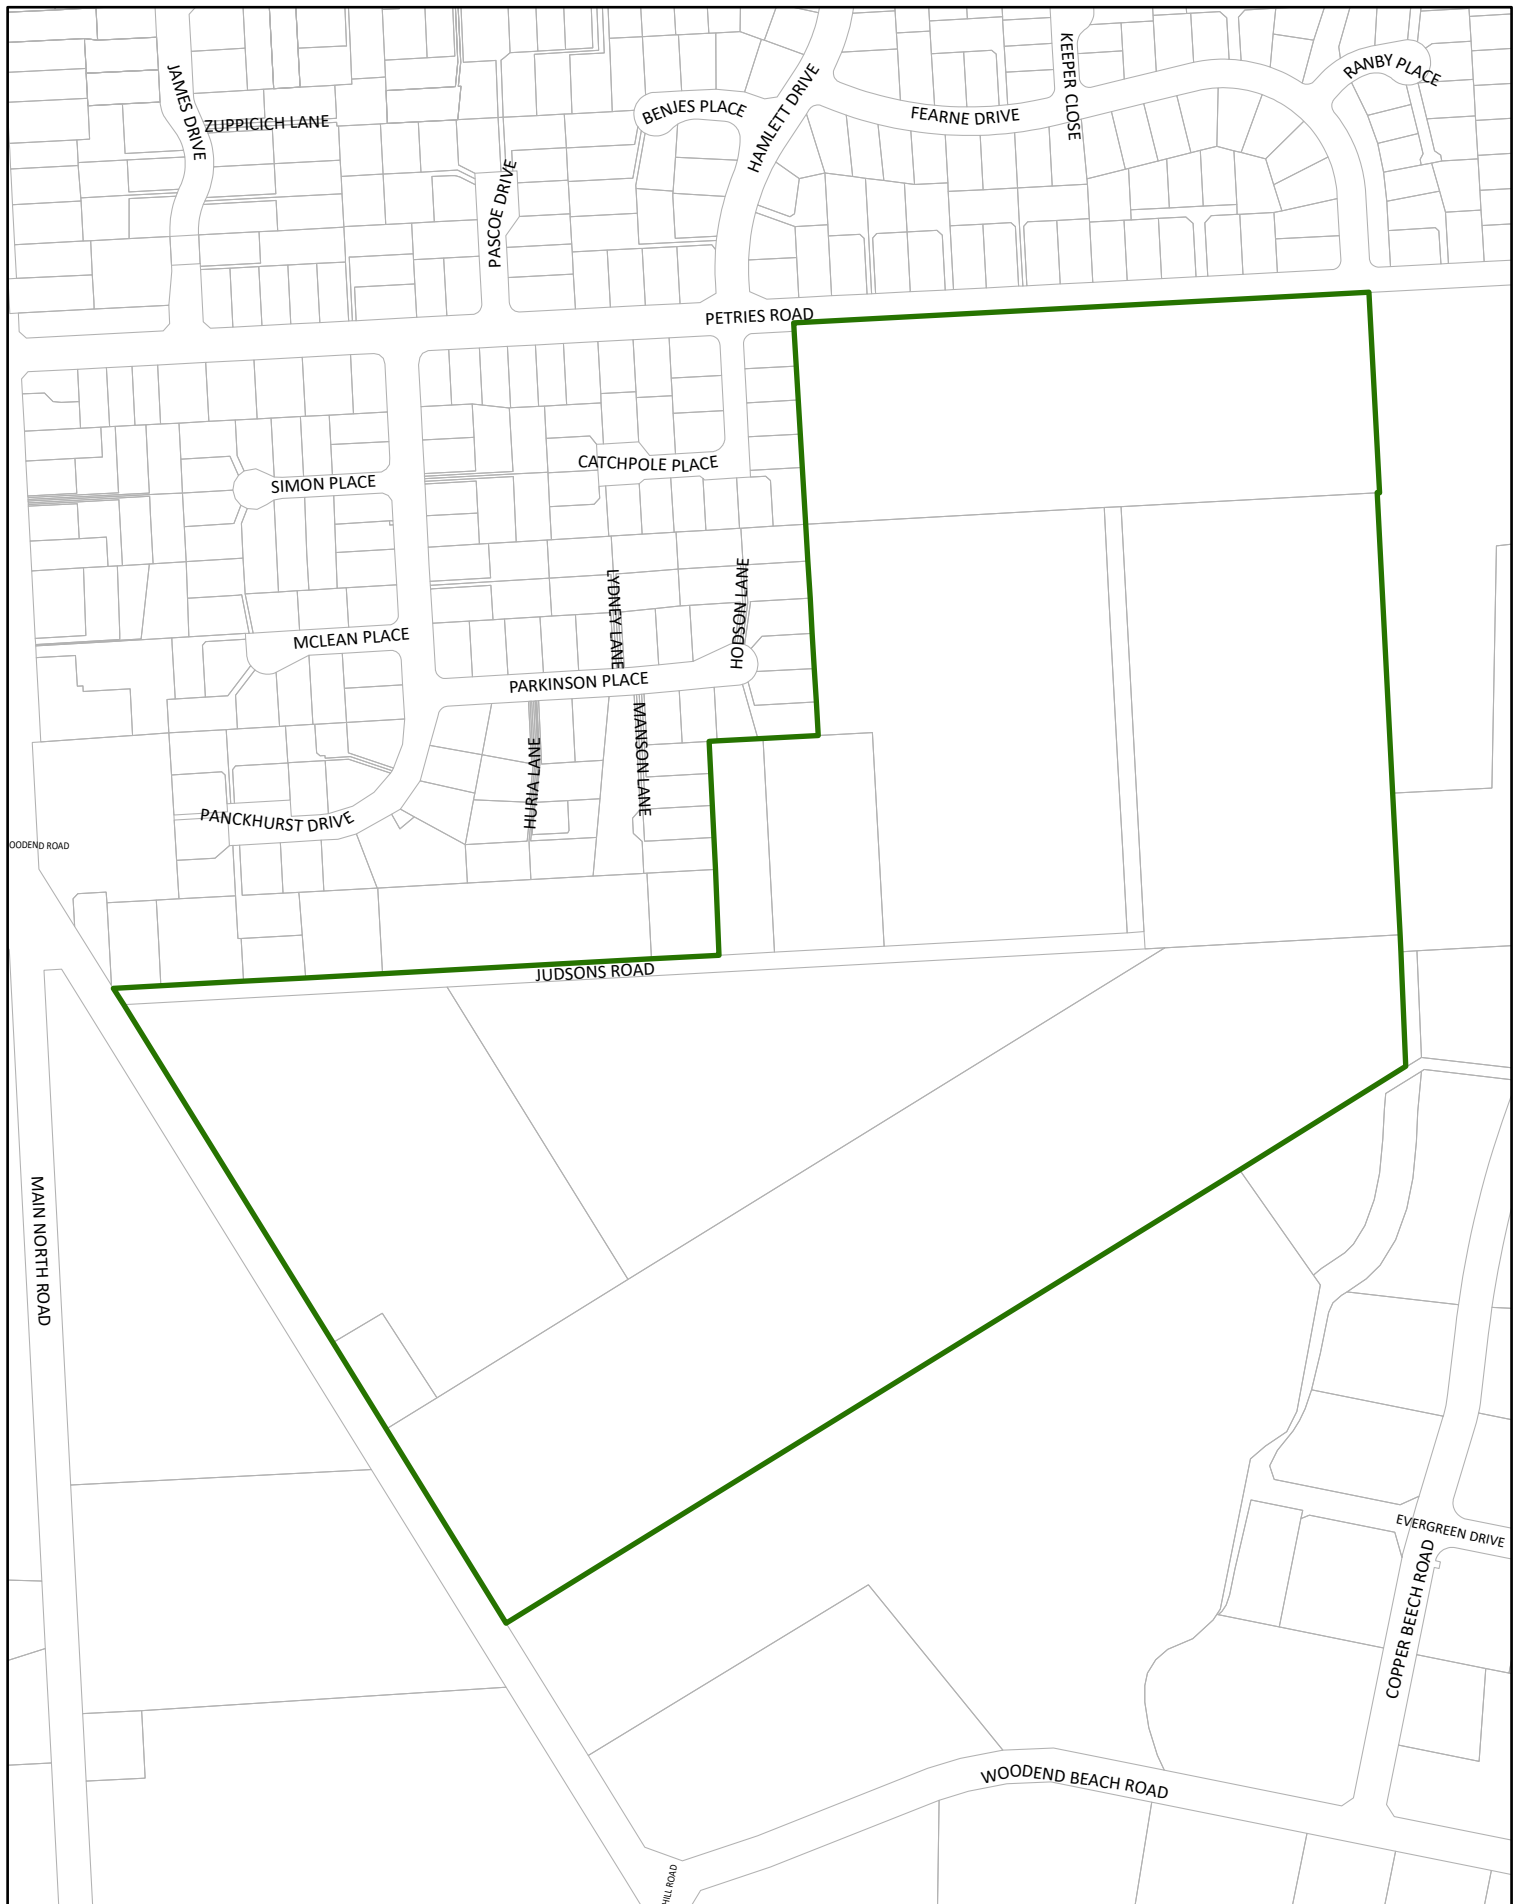 JAMES DRIVE
ZUPPICICH LANE
PASCOE DRIVE
BENJES PLACE
HAMLETT DRIVE
FEARNE DRIVE
KEEPER CLOSE
RANBY PLACE
PETRIES ROAD
CATCHPOLE PLACE
SIMON PLACE
LYDNEY LANE
HODSON LANE
MCLEAN PLACE
PARKINSON PLACE
HURIA LANE
MANSON LANE
PANCKHURST DRIVE
OODEND ROAD
JUDSONS ROAD
MAIN NORTH ROAD
EVERGREEN DRIVE
COPPER BEECH ROAD
WOODEND BEACH ROAD
HILL ROAD